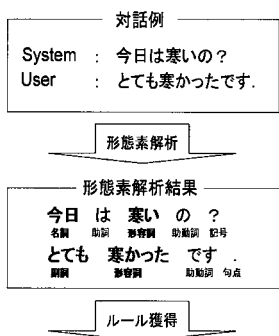 対話例
System : 今日は寒いの？
User : とても寒かったです.
形態素解析
形態素解析結果
今日 は 寒い の ？
名詞 助詞 形容詞 助動詞 記号
とても 寒かった です .
副詞 形容詞 助動詞 句点
ルール獲得